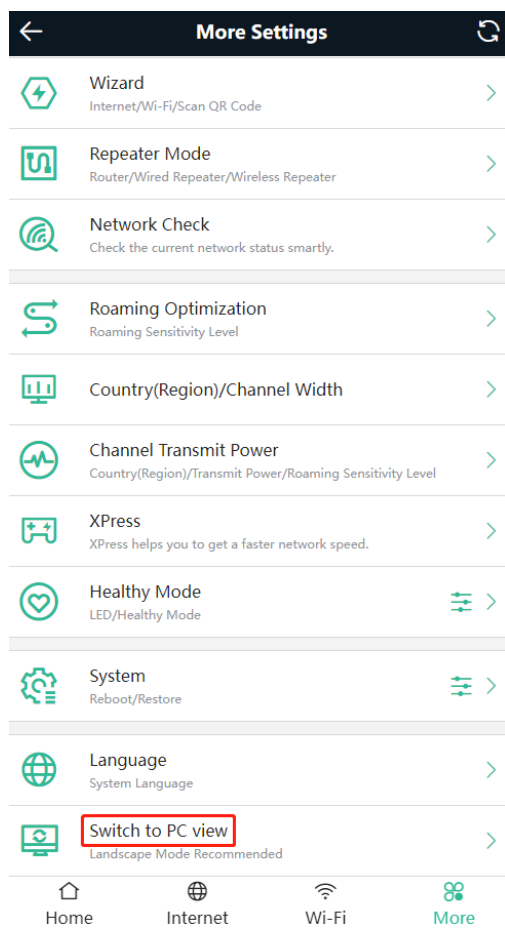 More Settings
Wizard
Internet/Wi-Fi/Scan QR Code
Repeater Mode
Router/Wired Repeater/Wireless Repeater
Network Check
Check the current network status smartly.
Roaming Optimization
Roaming Sensitivity Level
Country(Region)/Channel Width
Channel Transmit Power
Country(Region)/Transmit Power/Roaming Sensitivity Level
XPress
XPress helps you to get a faster network speed.
Healthy Mode
LED/Healthy Mode
System
Reboot/Restore
Language
System Language
Switch to PC view
Landscape Mode Recommended
Home Internet Wi-Fi More